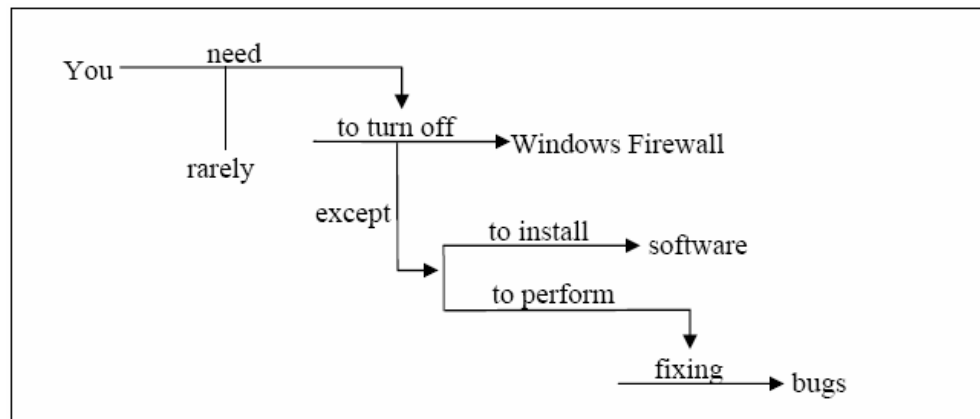 need
You
to turn off
Windows Firewall
rarely
except
to install
software
to perform
fixing
bugs